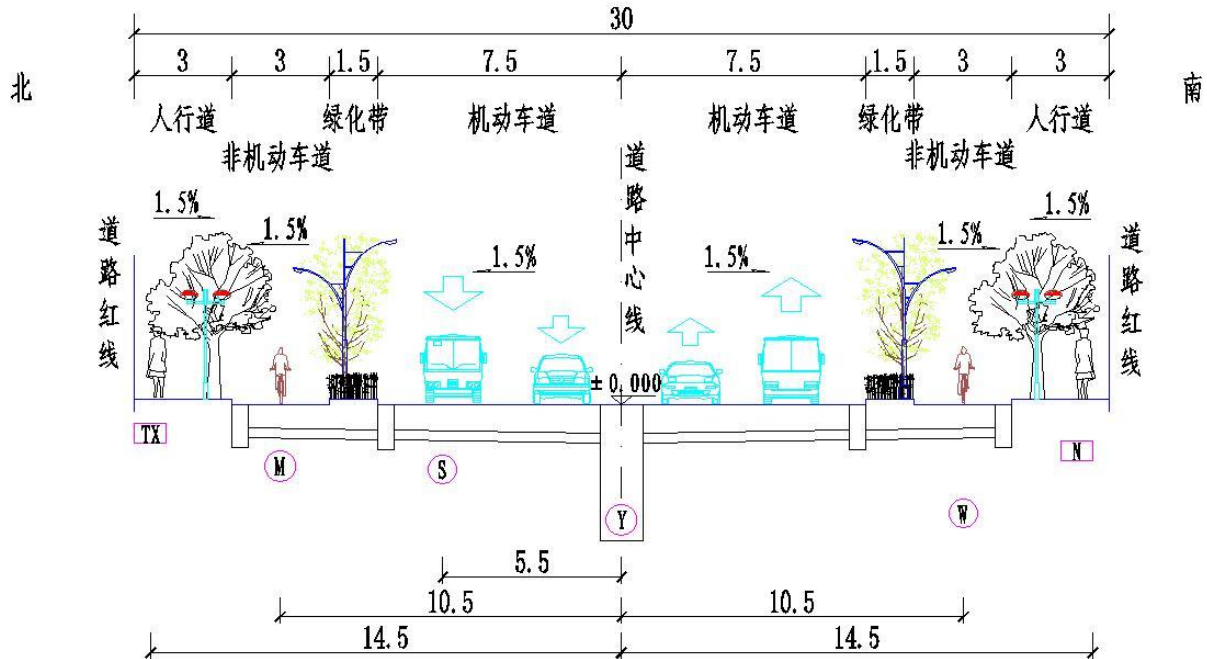 30
3 3 1.5 7.5 7.5 1.5 3 3
北 南
人行道 绿化带 机动车道 机动车道 绿化带 人行道
非机动车道 非机动车道
道路中心线
1.5% 1.5%
1.5% 1.5%
1.5% 1.5%
道路红线 道路红线
±0.000
TX N
M S
Y W
5.5
10.5 10.5
14.5 14.5